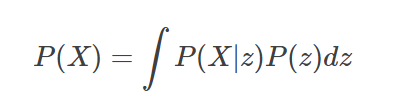 P(X) = ∫ P(X|z)P(z)dz